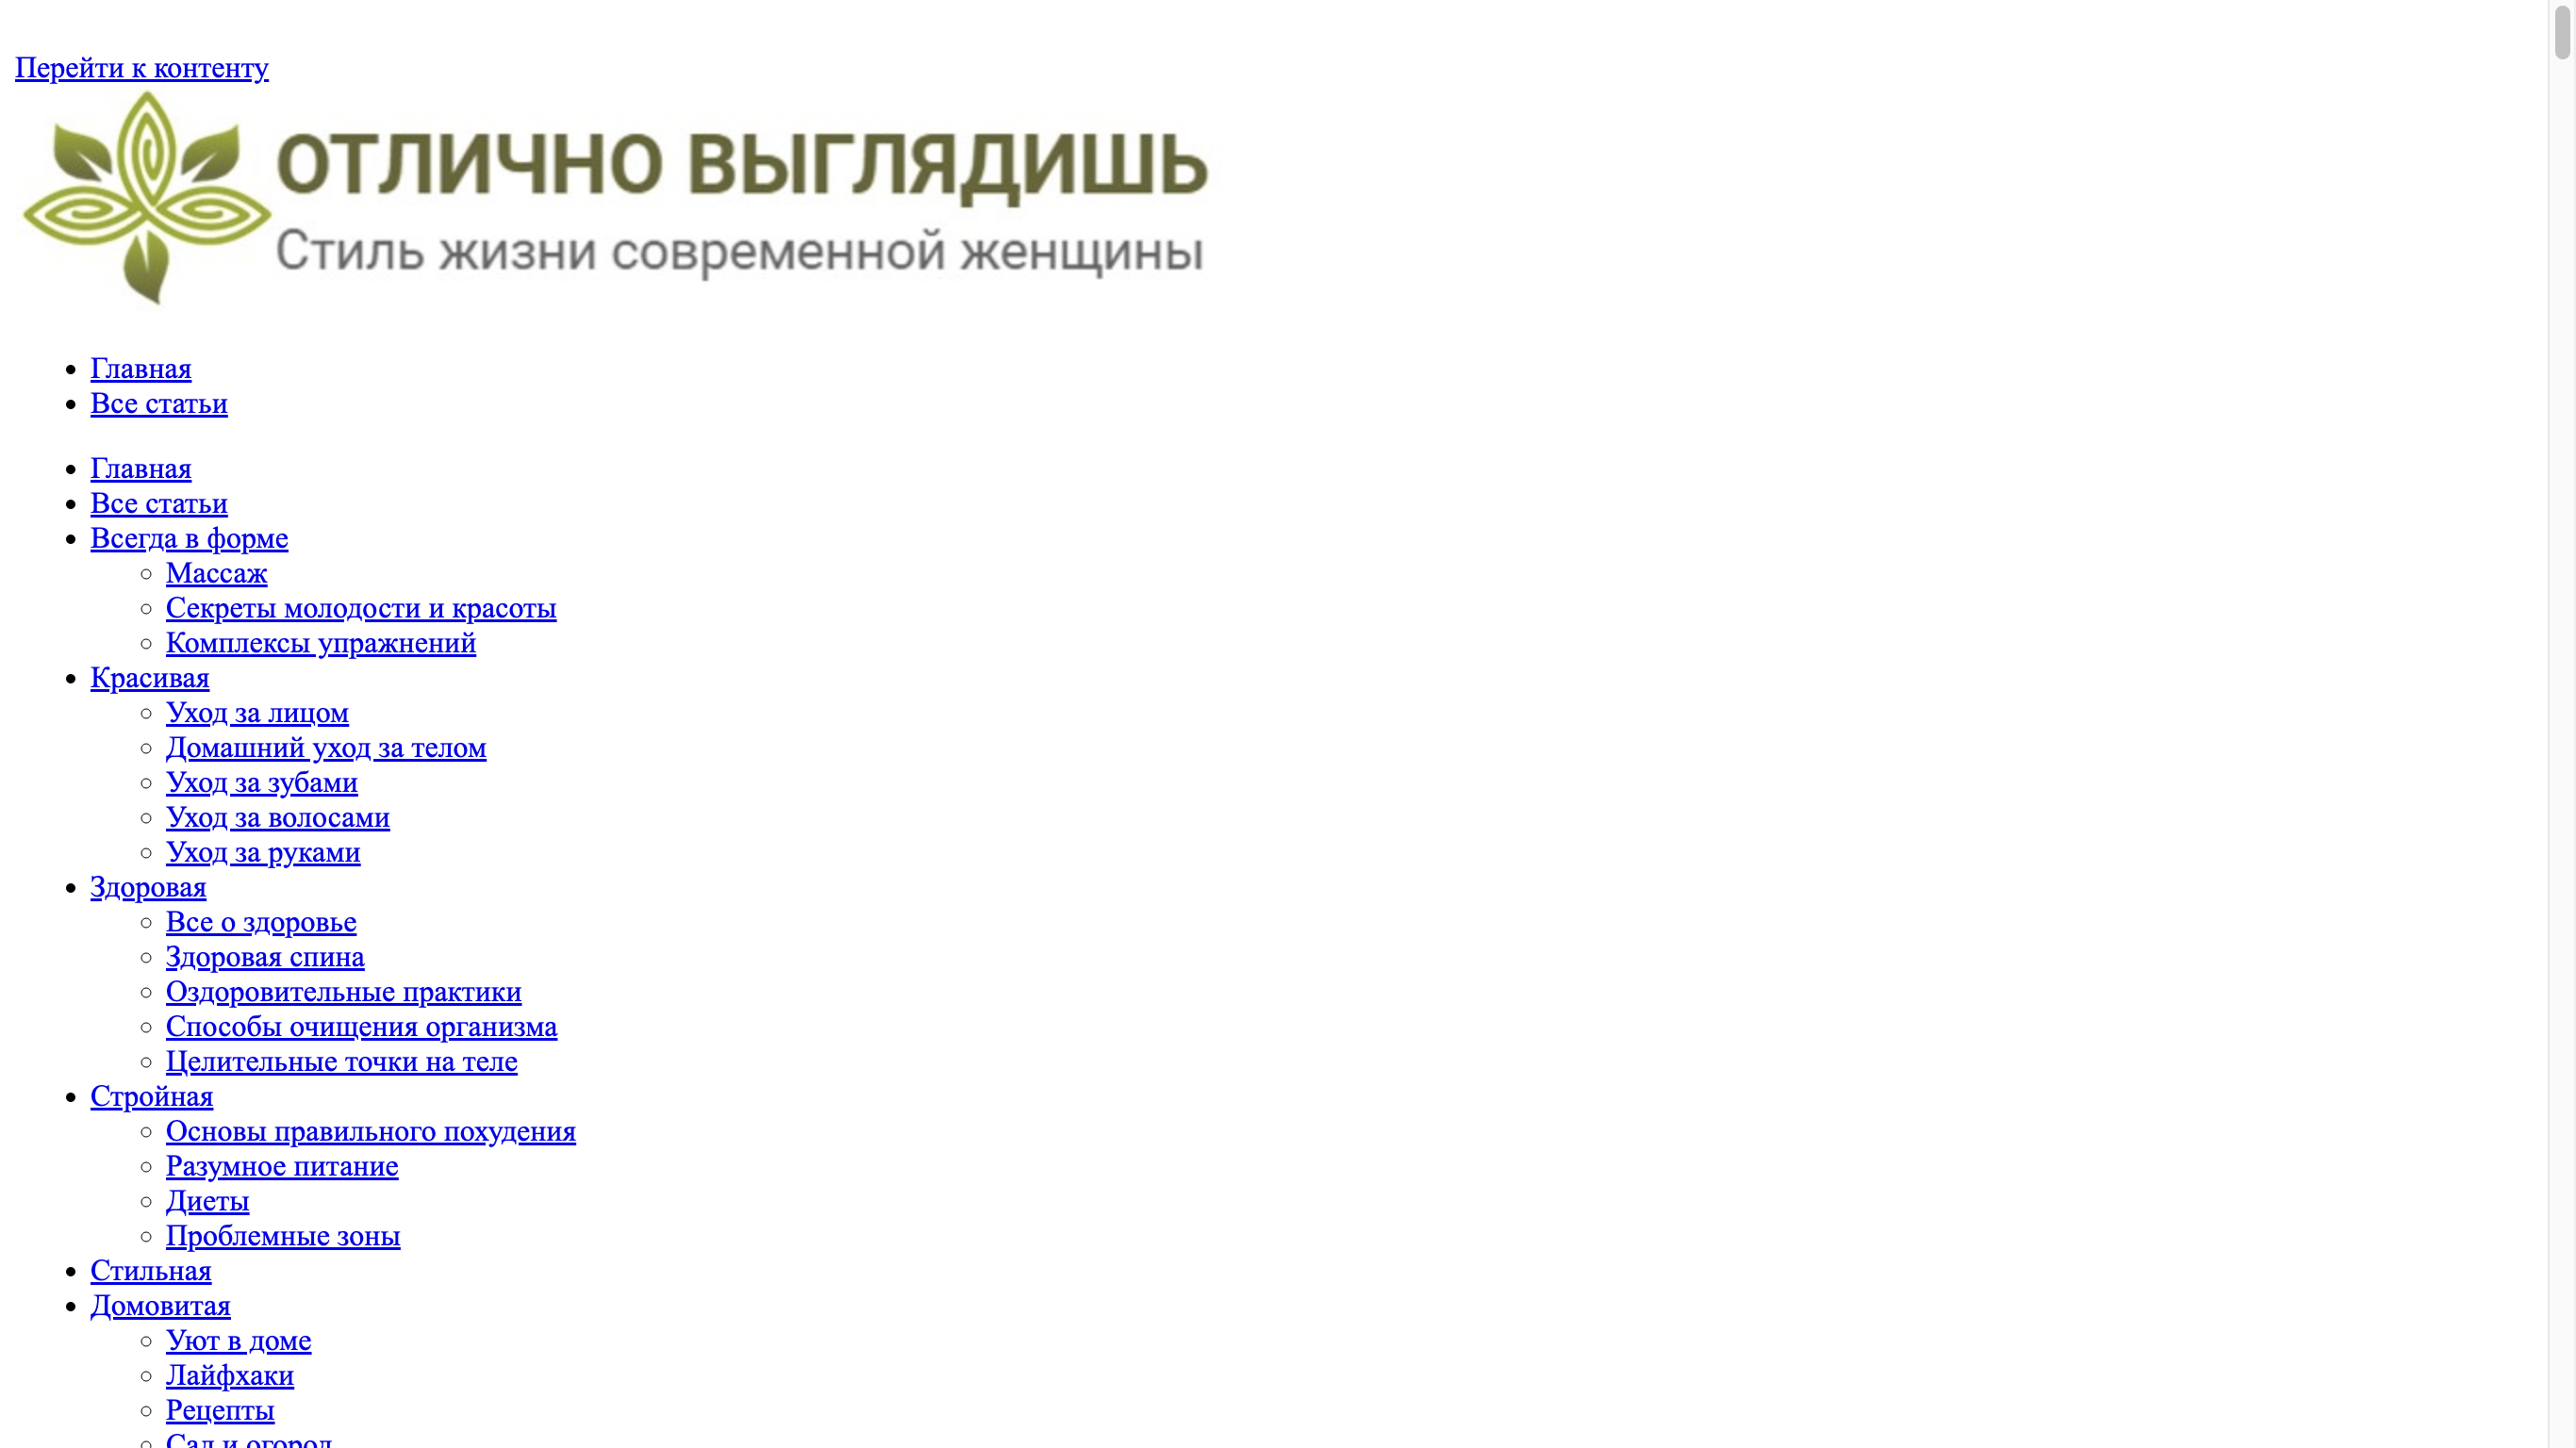 Перейти к контенту
ОТЛИЧНО ВЫГЛЯДИШЬ
Стиль жизни современной женщины
Главная
Все статьи
Главная
Все статьи
Всегда в форме
Массаж
Секреты молодости и красоты
Комплексы упражнений
Красивая
Уход за лицом
Домашний уход за телом
Уход за зубами
Уход за волосами
Уход за руками
Здоровая
Все о здоровье
Здоровая спина
Оздоровительные практики
Способы очищения организма
Целительные точки на теле
Стройная
Основы правильного похудения
Разумное питание
Диеты
Проблемные зоны
Стильная
Домовитая
Уют в доме
Лайфхаки
Рецепты
Сад и огород